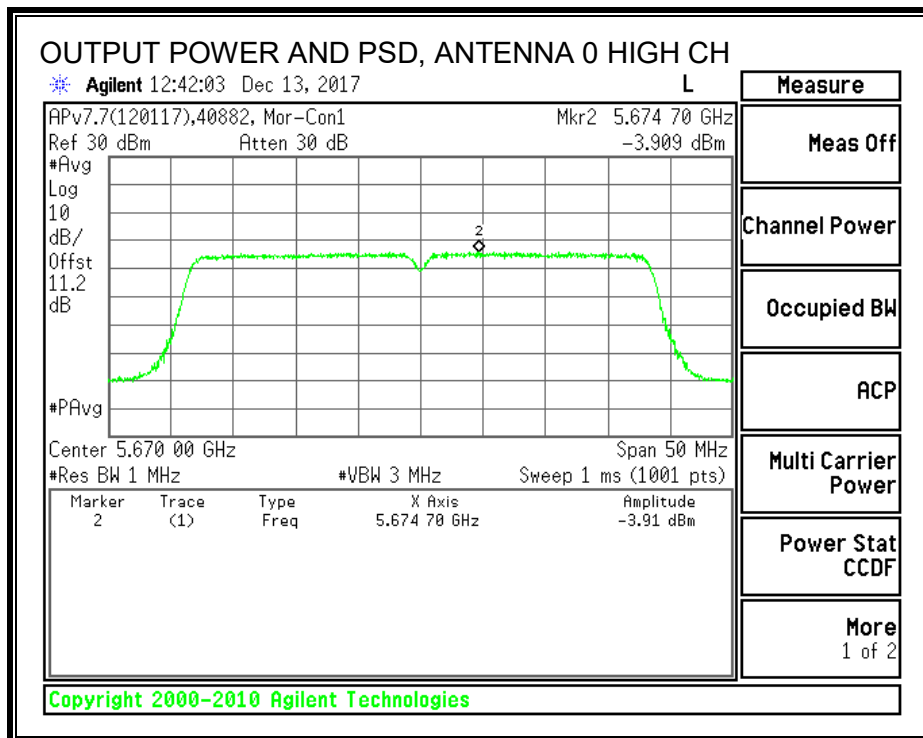 OUTPUT POWER AND PSD, ANTENNA 0 HIGH CH
Agilent 12:42:03 Dec 13, 2017 L
Measure
APv7.7(120117),40882, Mor-Con1 Mkr2 5.674 70 GHz
Ref 30 dBm Atten 30 dB -3.909 dBm
#Avg
Log
10
dB/
Offst
11.2
dB
#PAvg
2
Center 5.670 00 GHz Span 50 MHz
#Res BW 1 MHz #VBW 3 MHz Sweep 1 ms (1001 pts)
Marker Trace Type X Axis Amplitude
2 (1) Freq 5.674 70 GHz -3.91 dBm
Meas Off
Channel Power
Occupied BW
ACP
Multi Carrier
Power
Power Stat
CCDF
More
1 of 2
Copyright 2000-2010 Agilent Technologies